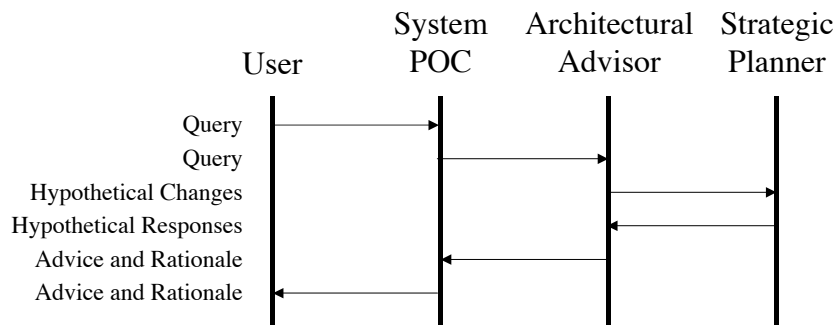 User
System
POC
Architectural
Advisor
Strategic
Planner
Query
Query
Hypothetical Changes
Hypothetical Responses
Advice and Rationale
Advice and Rationale